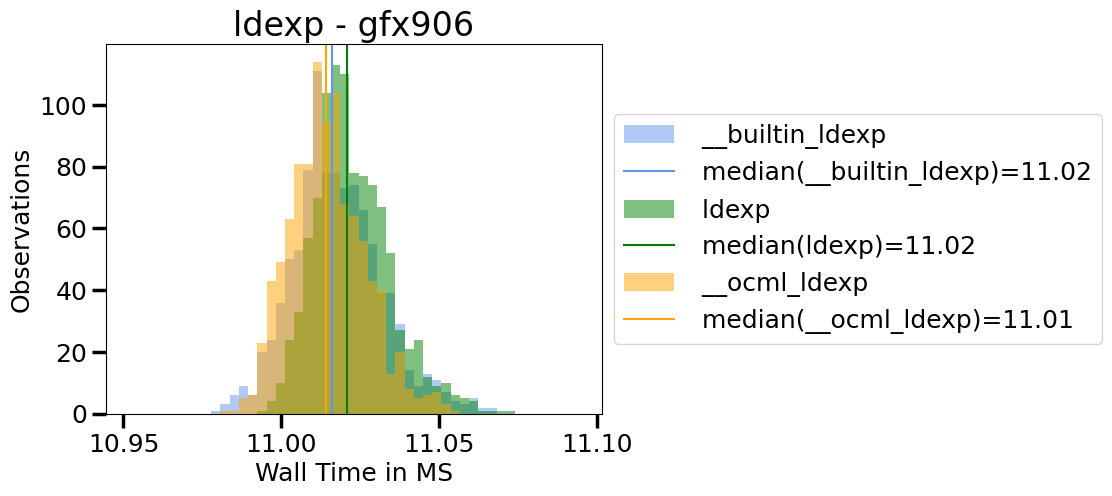 ldexp - gfx906
Observations
100
80
60
40
20
0
10.95
11.00
11.05
11.10
Wall Time in MS
__builtin_ldexp
median(__builtin_ldexp)=11.02
ldexp
median(ldexp)=11.02
__ocml_ldexp
median(__ocml_ldexp)=11.01